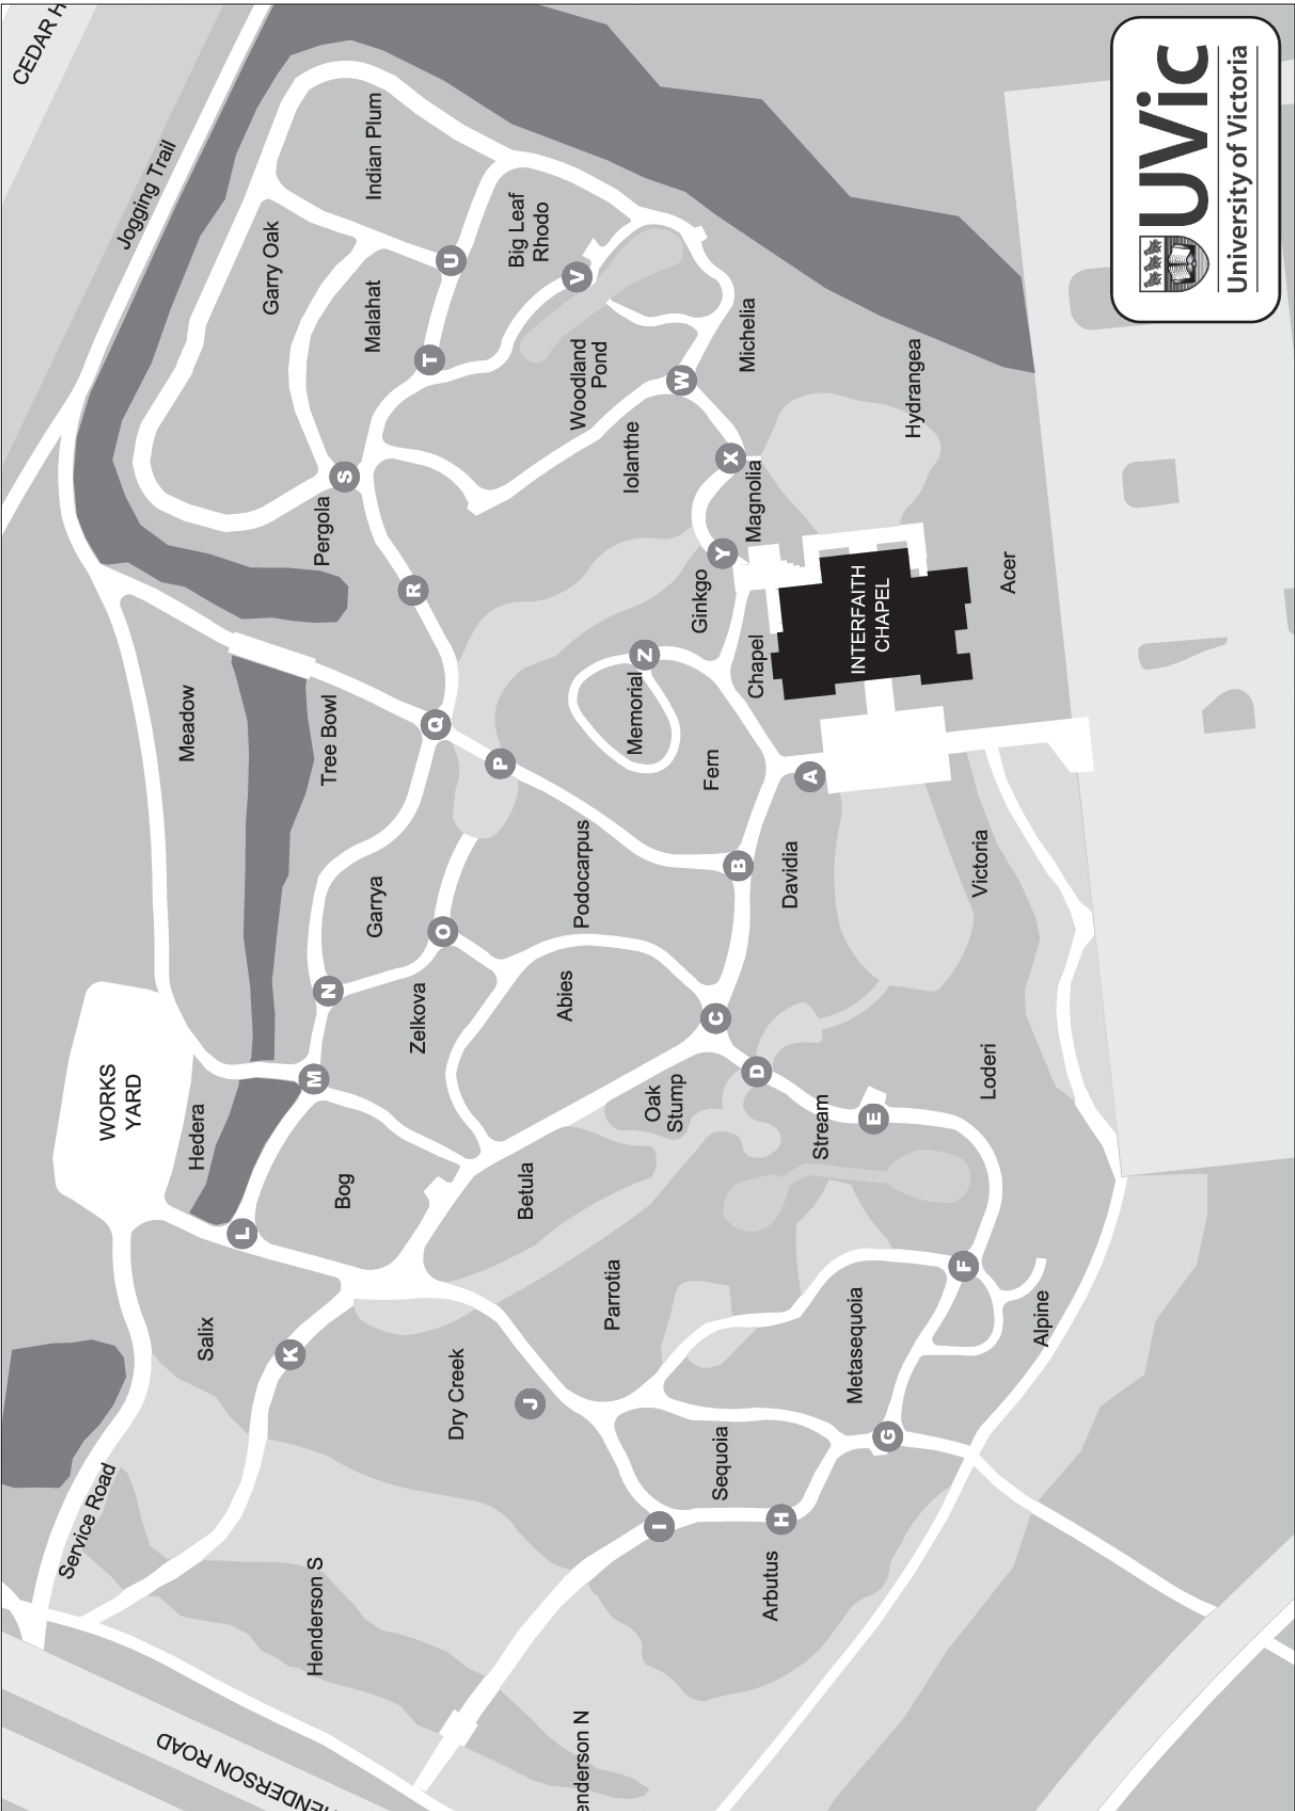 CEDAR H
Jogging Trail
Indian Plum
Garry Oak
Big Leaf
Rhodo
Malahat
U
V
T
Woodland
Pond
Michelia
W
Hydrangea
Iolanthe
S
X
Magnolia
Pergola
Y
R
Ginkgo
INTERFAITH
CHAPEL
Acer
Z
Memorial
Chapel
Meadow
Tree Bowl
Q
P
Fern
A
B
Podocarpus
Davidia
Victoria
Garrya
O
N
Abies
Zelkova
C
WORKS
YARD
M
D
Oak
Stump
Loderi
E
Stream
Hedera
Bog
Betula
L
F
Salix
Parrotia
Metasequoia
Alpine
K
Dry Creek
J
G
Sequoia
Service Road
I
H
Arbutus
Henderson S
enderson N
HENDERSON ROAD
UVic
University of Victoria